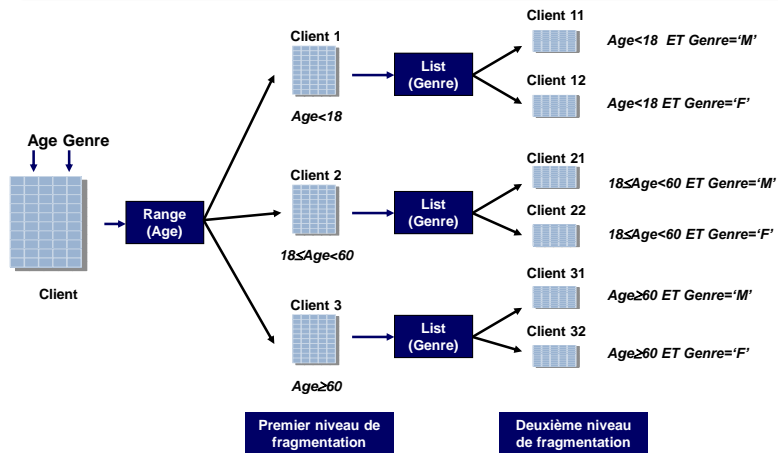 Age Genre
Client
Range
(Age)
Client 1
Age<18
List
(Genre)
Client 11
Age<18 ET Genre=‘M’
Client 12
Age<18 ET Genre=‘F’
Client 2
18≤Age<60
List
(Genre)
Client 21
18≤Age<60 ET Genre=‘M’
Client 22
18≤Age<60 ET Genre=‘F’
Client 3
Age≥60
List
(Genre)
Client 31
Age≥60 ET Genre=‘M’
Client 32
Age≥60 ET Genre=‘F’
Premier niveau de
fragmentation
Deuxième niveau
de fragmentation